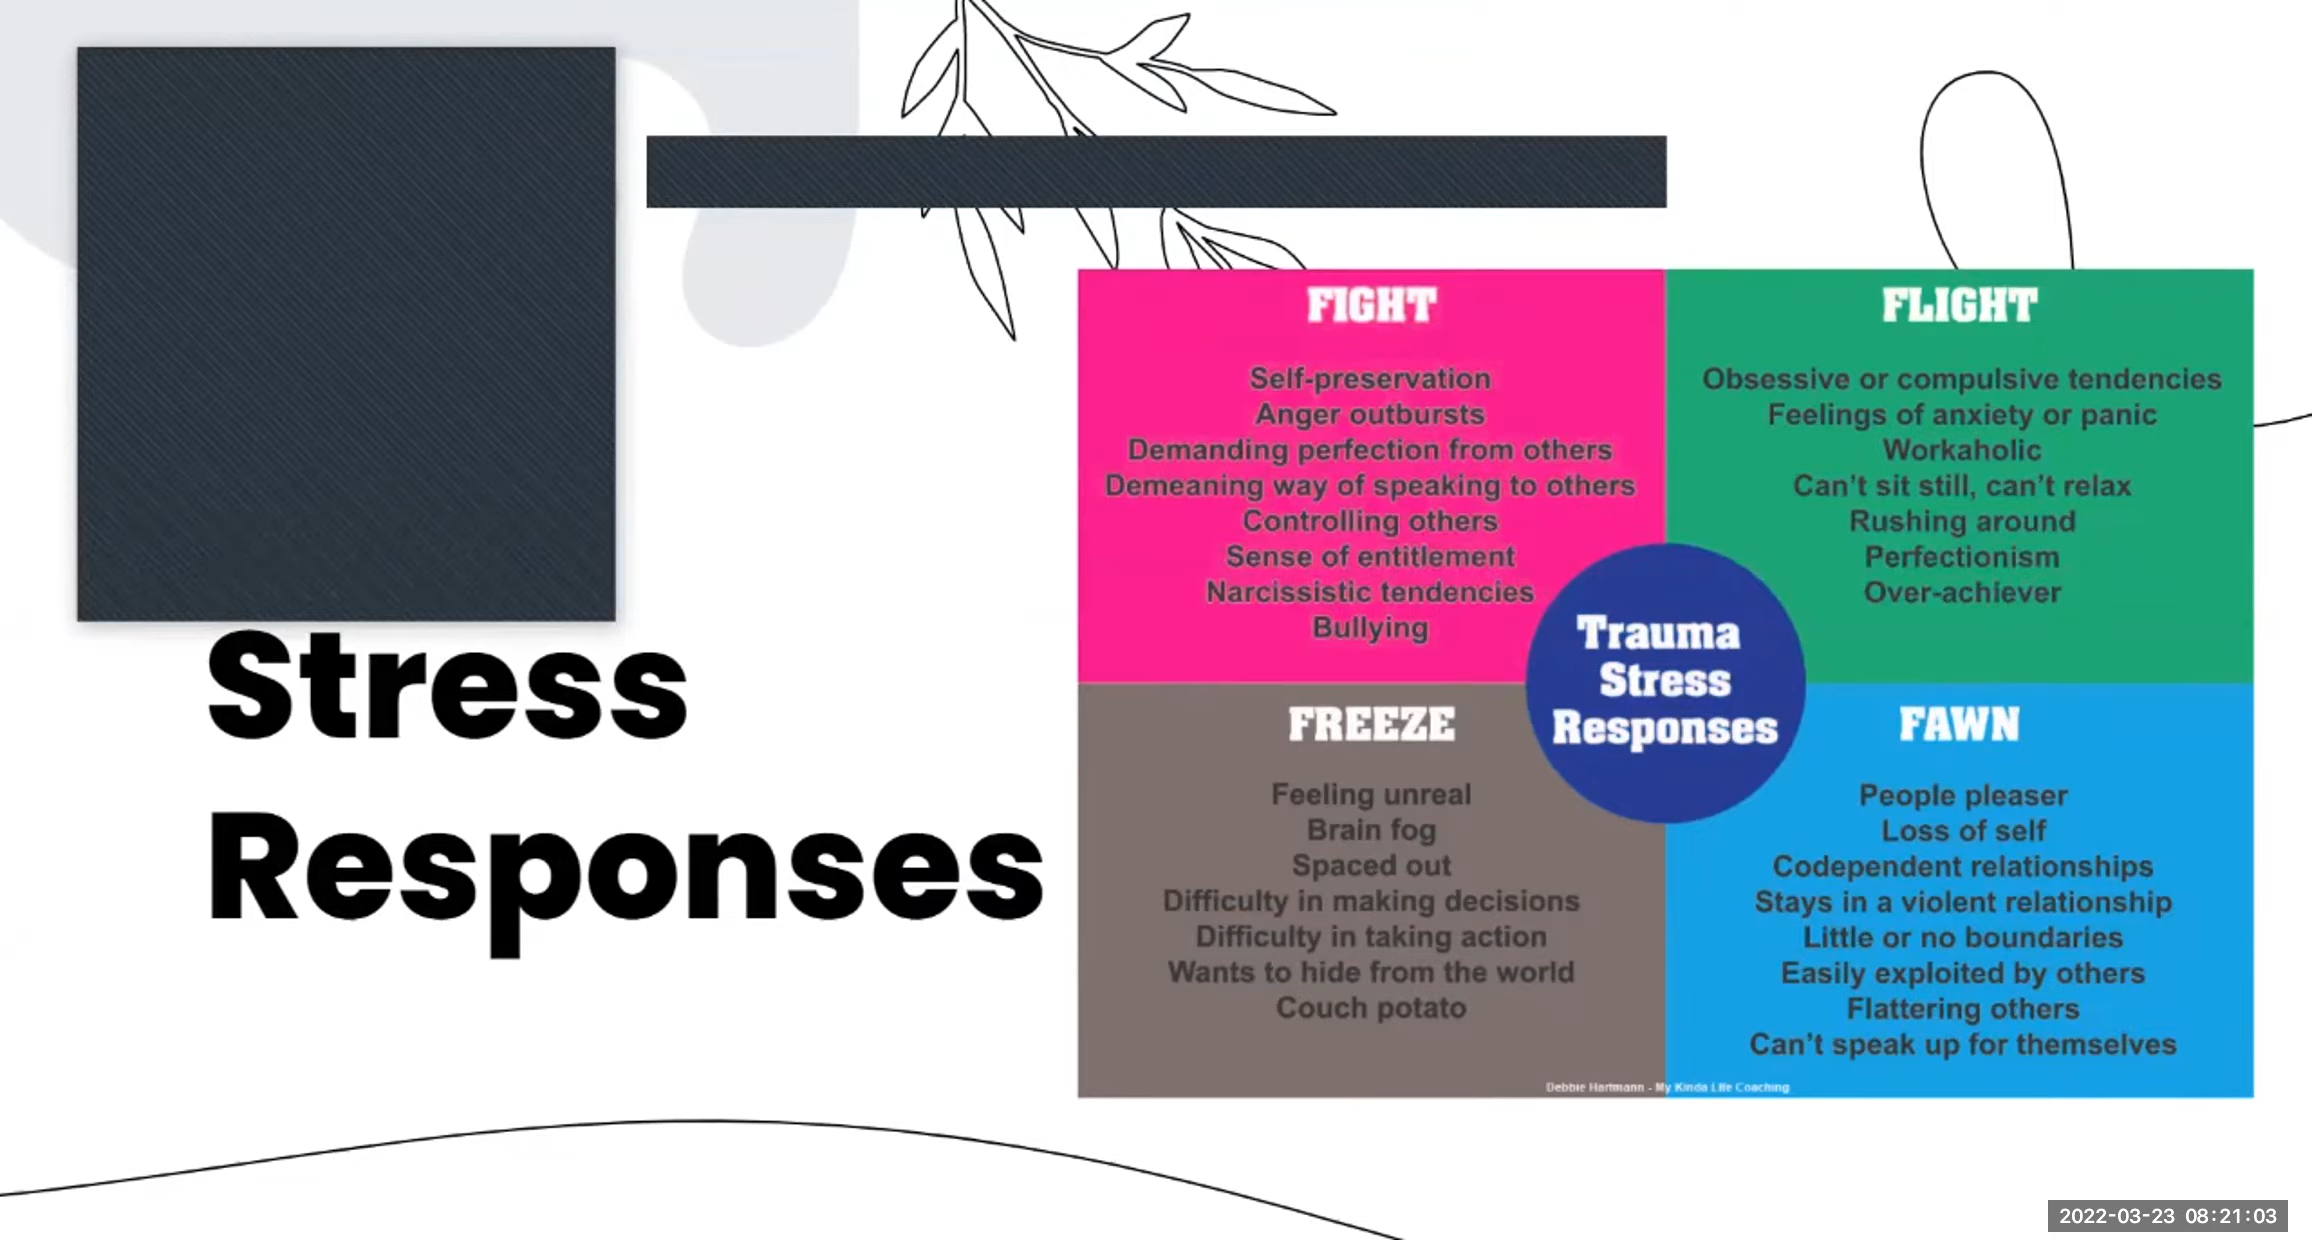 Stress
Responses
FIGHT
Self-preservation
Anger outbursts
Demanding perfection from others
Demeaning way of speaking to others
Controlling others
Sense of entitlement
Narcissistic tendencies
Bullying
FLIGHT
Obsessive or compulsive tendencies
Feelings of anxiety or panic
Workaholic
Can't sit still, can't relax
Rushing around
Perfectionism
Over-achiever
Trauma
Stress
Responses
FREEZE
Feeling unreal
Brain fog
Spaced out
Difficulty in making decisions
Difficulty in taking action
Wants to hide from the world
Couch potato
FAWN
People pleaser
Loss of self
Codependent relationships
Stays in a violent relationship
Little or no boundaries
Easily exploited by others
Flattering others
Can't speak up for themselves
Debbie Hartmann - My Kinda Life Coaching
2022-03-23 08:21:03